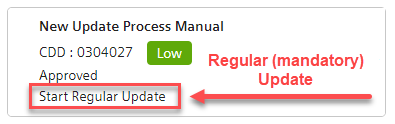 New Update Process Manual
CDD : 0304027 Low
Approved
Start Regular Update
Regular (mandatory)
Update